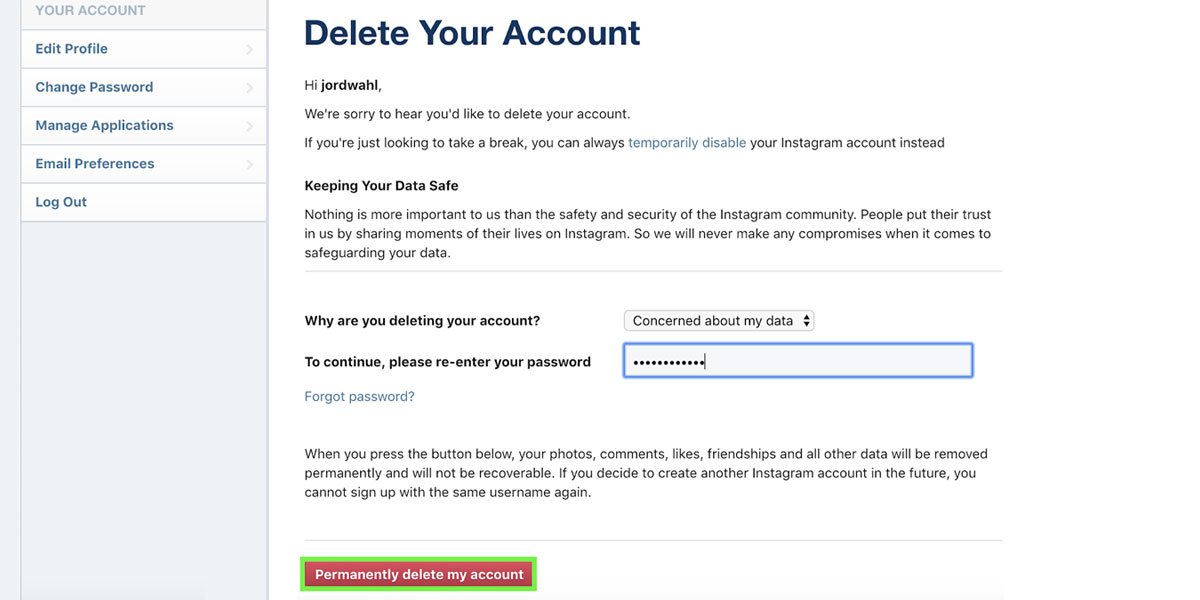 YOUR ACCOUNT
Edit Profile
Change Password
Manage Applications
Email Preferences
Log Out
Delete Your Account
Hi jordwahl,
We're sorry to hear you'd like to delete your account.
If you're just looking to take a break, you can always temporarily disable your Instagram account instead
Keeping Your Data Safe
Nothing is more important to us than the safety and security of the Instagram community. People put their trust
in us by sharing moments of their lives on Instagram. So we will never make any compromises when it comes to
safeguarding your data.
Why are you deleting your account? Concerned about my data
To continue, please re-enter your password ••••••••••••
Forgot password?
When you press the button below, your photos, comments, likes, friendships and all other data will be removed
permanently and will not be recoverable. If you decide to create another Instagram account in the future, you
cannot sign up with the same username again.
Permanently delete my account